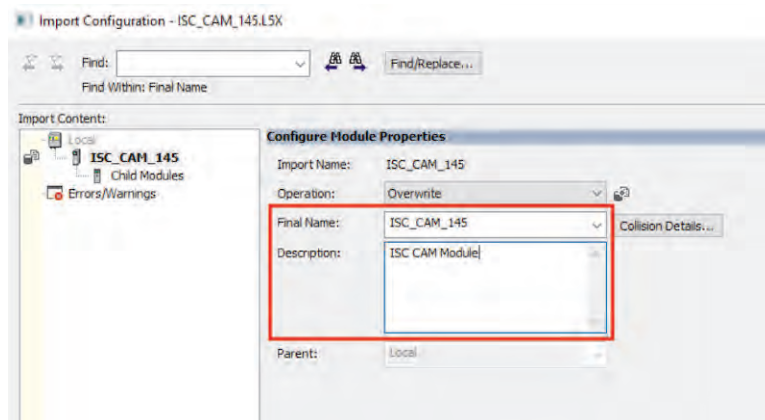 Import Configuration - ISC_CAM_145.L5X
Find:
Find/Replace...
Find Within: Final Name
Import Content:
Local
ISC_CAM_145
Child Modules
Errors/Warnings
Configure Module Properties
Import Name: ISC_CAM_145
Operation: Overwrite
Final Name: ISC_CAM_145
Collision Details...
Description: ISC CAM Module
Parent: Local